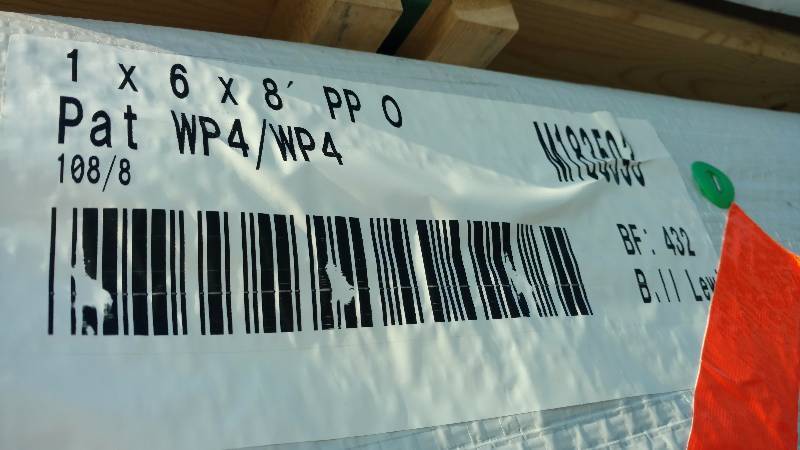 1 x 6 x 8' PP O
Pat WP4/WP4
108/8
BF: 432